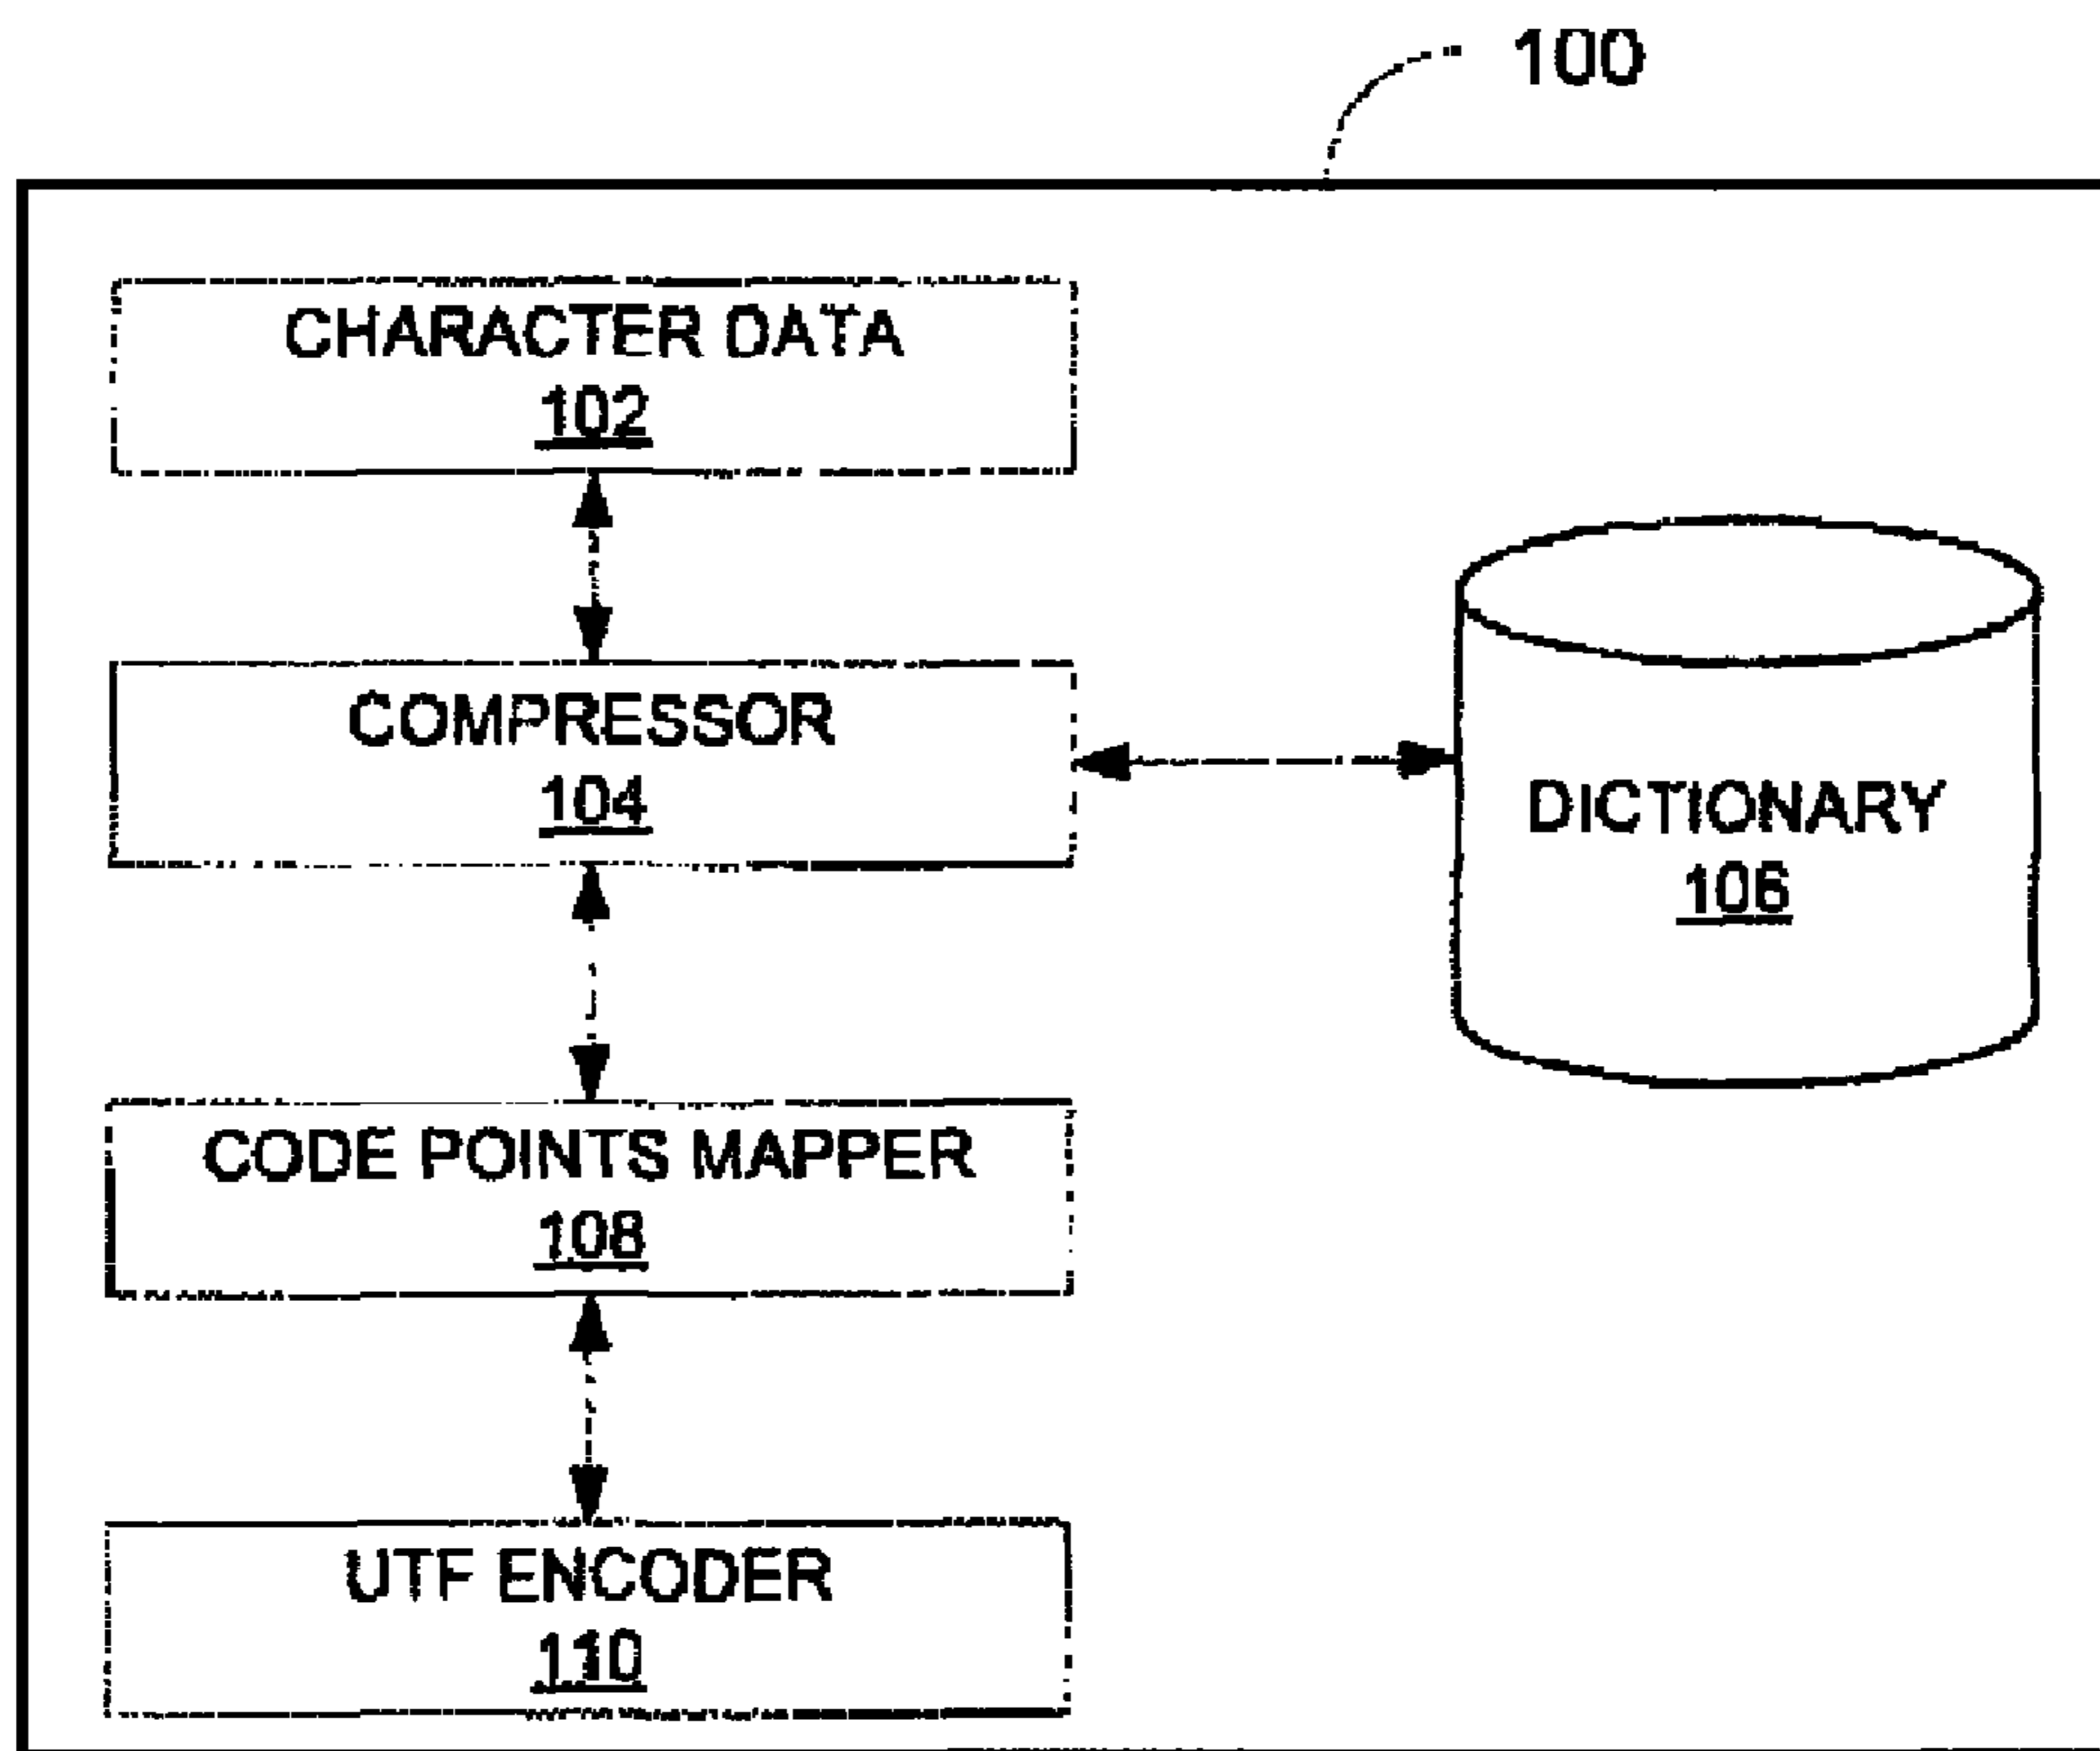 100
CHARACTER DATA
102
COMPRESSOR
104
DICTIONARY
106
CODE POINTS MAPPER
108
UTF ENCODER
110